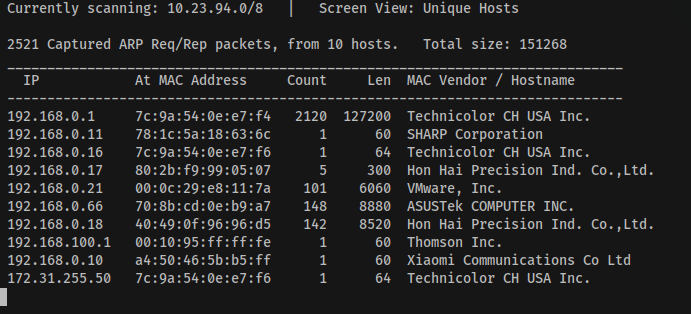 Currently scanning: 10.23.94.0/8   |   Screen View: Unique Hosts
2521 Captured ARP Req/Rep packets, from 10 hosts.   Total size: 151268
_____________________________________________________________________________
  IP            At MAC Address     Count     Len  MAC Vendor / Hostname
-----------------------------------------------------------------------------
192.168.0.1     7c:9a:54:0e:e7:f4   2120  127200  Technicolor CH USA Inc.
192.168.0.11    78:1c:5a:18:63:6c      1      60  SHARP Corporation
192.168.0.16    7c:9a:54:0e:e7:f6      1      64  Technicolor CH USA Inc.
192.168.0.17    80:2b:f9:99:05:07      5     300  Hon Hai Precision Ind. Co.,Ltd.
192.168.0.21    00:0c:29:e8:11:7a    101    6060  VMware, Inc.
192.168.0.66    70:8b:cd:0e:b9:a7    148    8880  ASUSTek COMPUTER INC.
192.168.0.18    40:49:0f:96:96:d5    142    8520  Hon Hai Precision Ind. Co.,Ltd.
192.168.100.1   00:10:95:ff:ff:fe      1      60  Thomson Inc.
192.168.0.10    a4:50:46:5b:b5:ff      1      60  Xiaomi Communications Co Ltd
172.31.255.50   7c:9a:54:0e:e7:f6      1      64  Technicolor CH USA Inc.